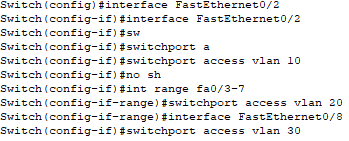 Switch(config)#interface FastEthernet0/2
Switch(config-if)#interface FastEthernet0/2
Switch(config-if)#sw
Switch(config-if)#switchport a
Switch(config-if)#switchport access vlan 10
Switch(config-if)#no sh
Switch(config-if)#int range fa0/3-7
Switch(config-if-range)#switchport access vlan 20
Switch(config-if-range)#interface FastEthernet0/8
Switch(config-if)#switchport access vlan 30